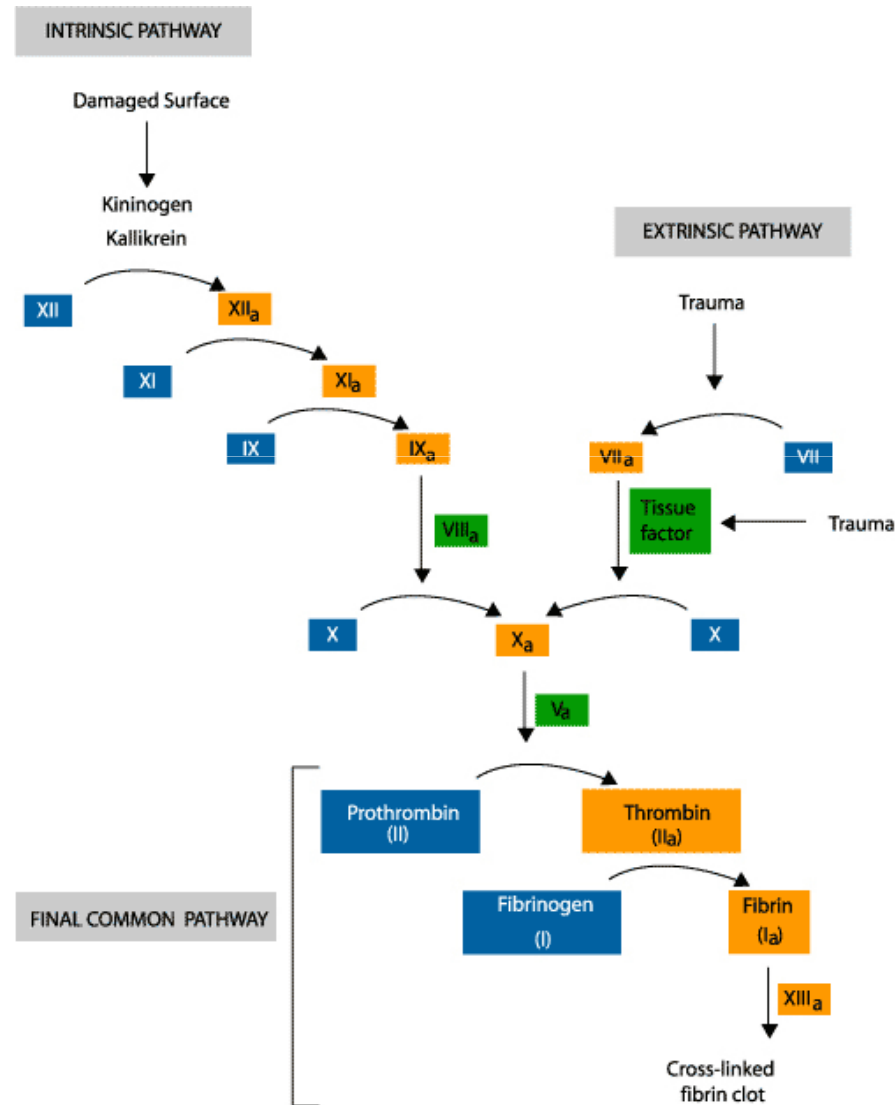 INTRINSIC PATHWAY
Damaged Surface
Kininogen
Kallikrein
EXTRINSIC PATHWAY
Trauma
XII
XIIa
XI
XIa
IX
IXa
VIIa
VII
VIIIa
Tissue
factor
Trauma
X
Xa
X
Va
Prothrombin
(II)
Thrombin
(IIa)
FINAL COMMON PATHWAY
Fibrinogen
(I)
Fibrin
(Ia)
XIIIa
Cross-linked
fibrin clot